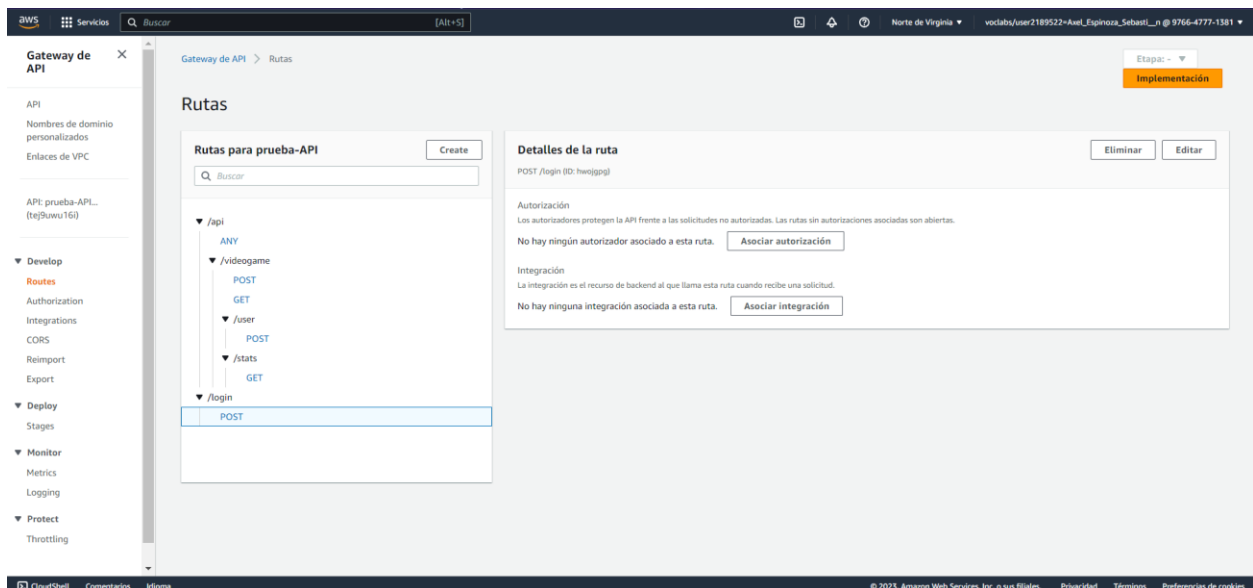 aws
Servicios
Buscar
[Alt+S]
Norte de Virginia
voclabs/user2189522=Axel_Espinoza_Sebasti__n @ 9766-4777-1381
Gateway de
API
API
Nombres de dominio
personalizados
Enlaces de VPC
API: prueba-API...
(tej9uwu16i)
Develop
Routes
Authorization
Integrations
CORS
Reimport
Export
Deploy
Stages
Monitor
Metrics
Logging
Protect
Throttling
Gateway de API > Rutas
Etapa: -
Implementación
Rutas
Rutas para prueba-API
Create
Buscar
/api
ANY
/videogame
POST
GET
/user
POST
/stats
GET
/login
POST
Detalles de la ruta
Eliminar
Editar
POST /login (ID: hwojgpg)
Autorización
Los autorizadores protegen la API frente a las solicitudes no autorizadas. Las rutas sin autorizaciones asociadas son abiertas.
No hay ningún autorizador asociado a esta ruta.
Asociar autorización
Integración
La integración es el recurso de backend al que llama esta ruta cuando recibe una solicitud.
No hay ninguna integración asociada a esta ruta.
Asociar integración
CloudShell Comentarios Idioma
© 2023, Amazon Web Services, Inc. o sus filiales. Privacidad Términos Preferencias de cookies